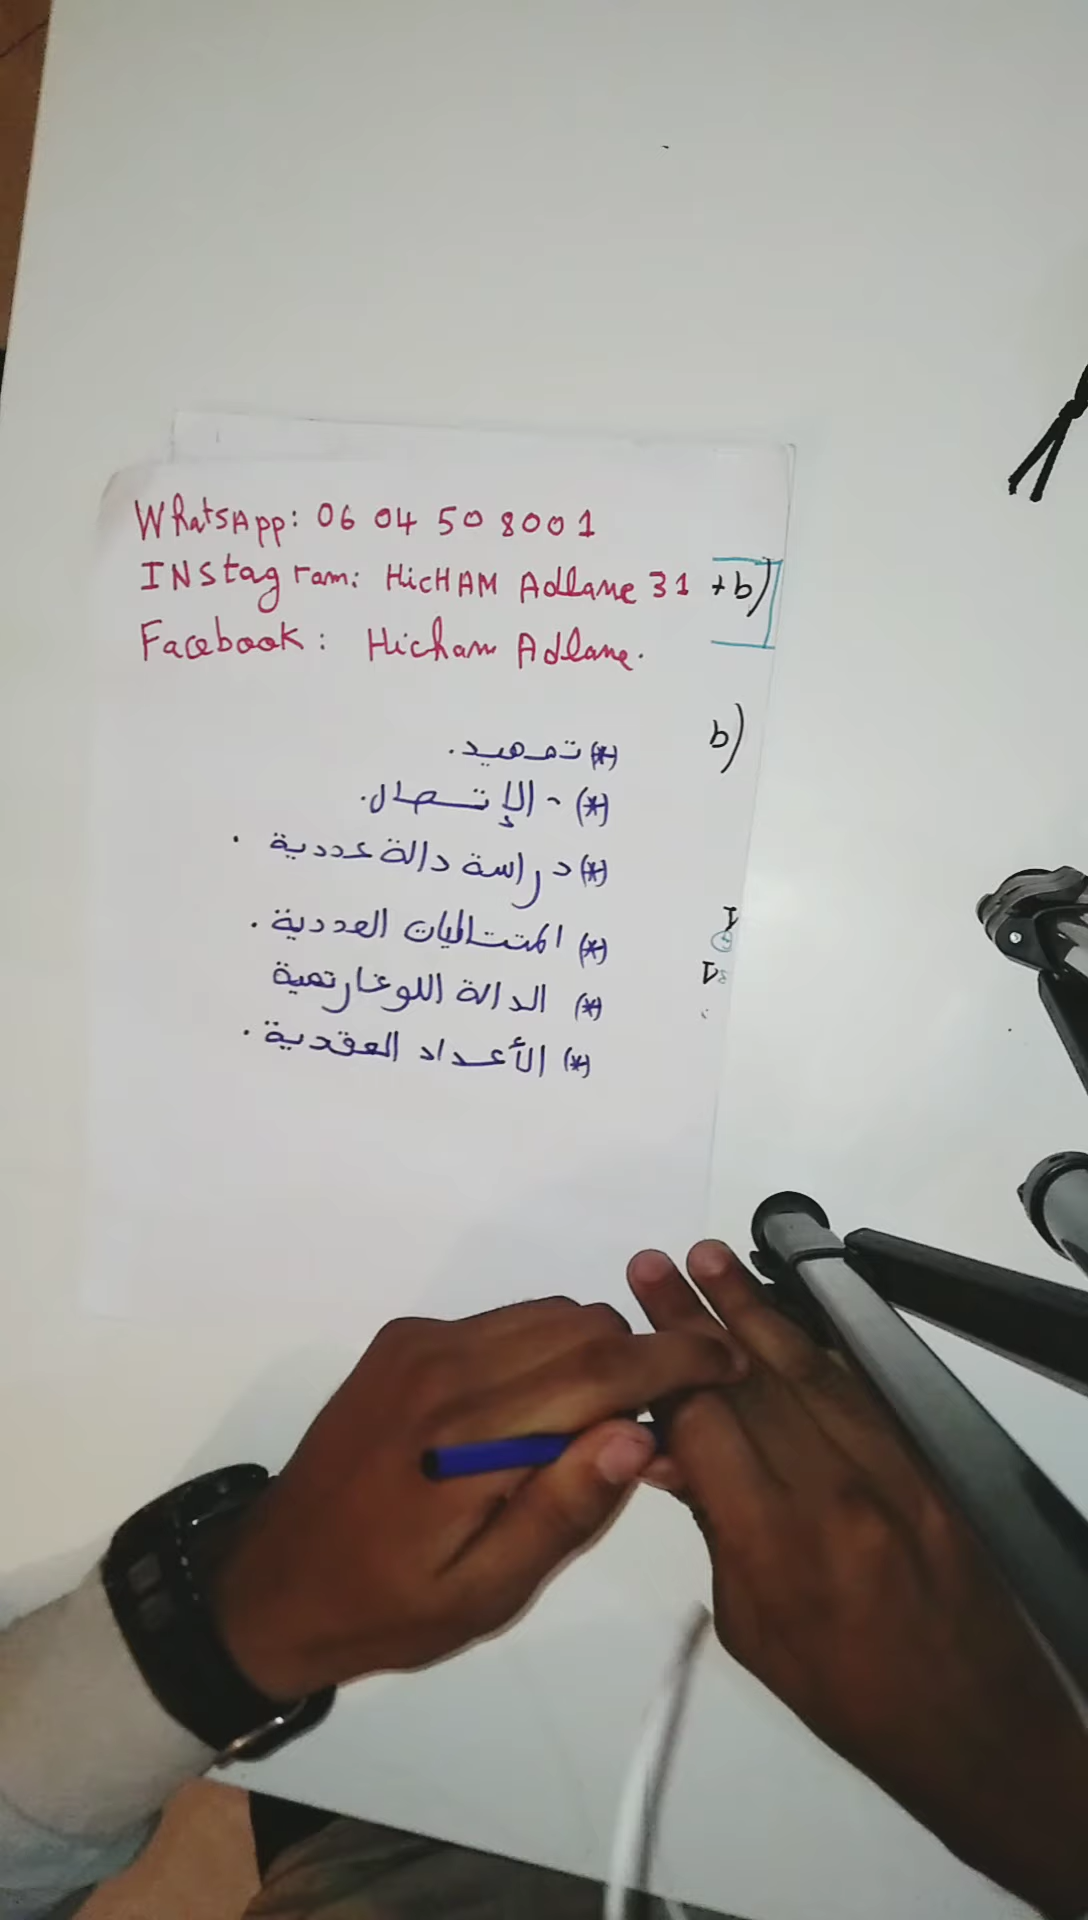 WhatsApp: 06 04 50 8001
INStagram: HicHAM Adlane 31
+b)
Facebook: Hicham Adlane.
b)
(*) تمهيد.
(*) - الإتصال.
(*) دراسة دالة عددية.
(*) المتتاليات العددية.
(*) الدالة اللوغارتمية
(*) الأعداد العقدية.